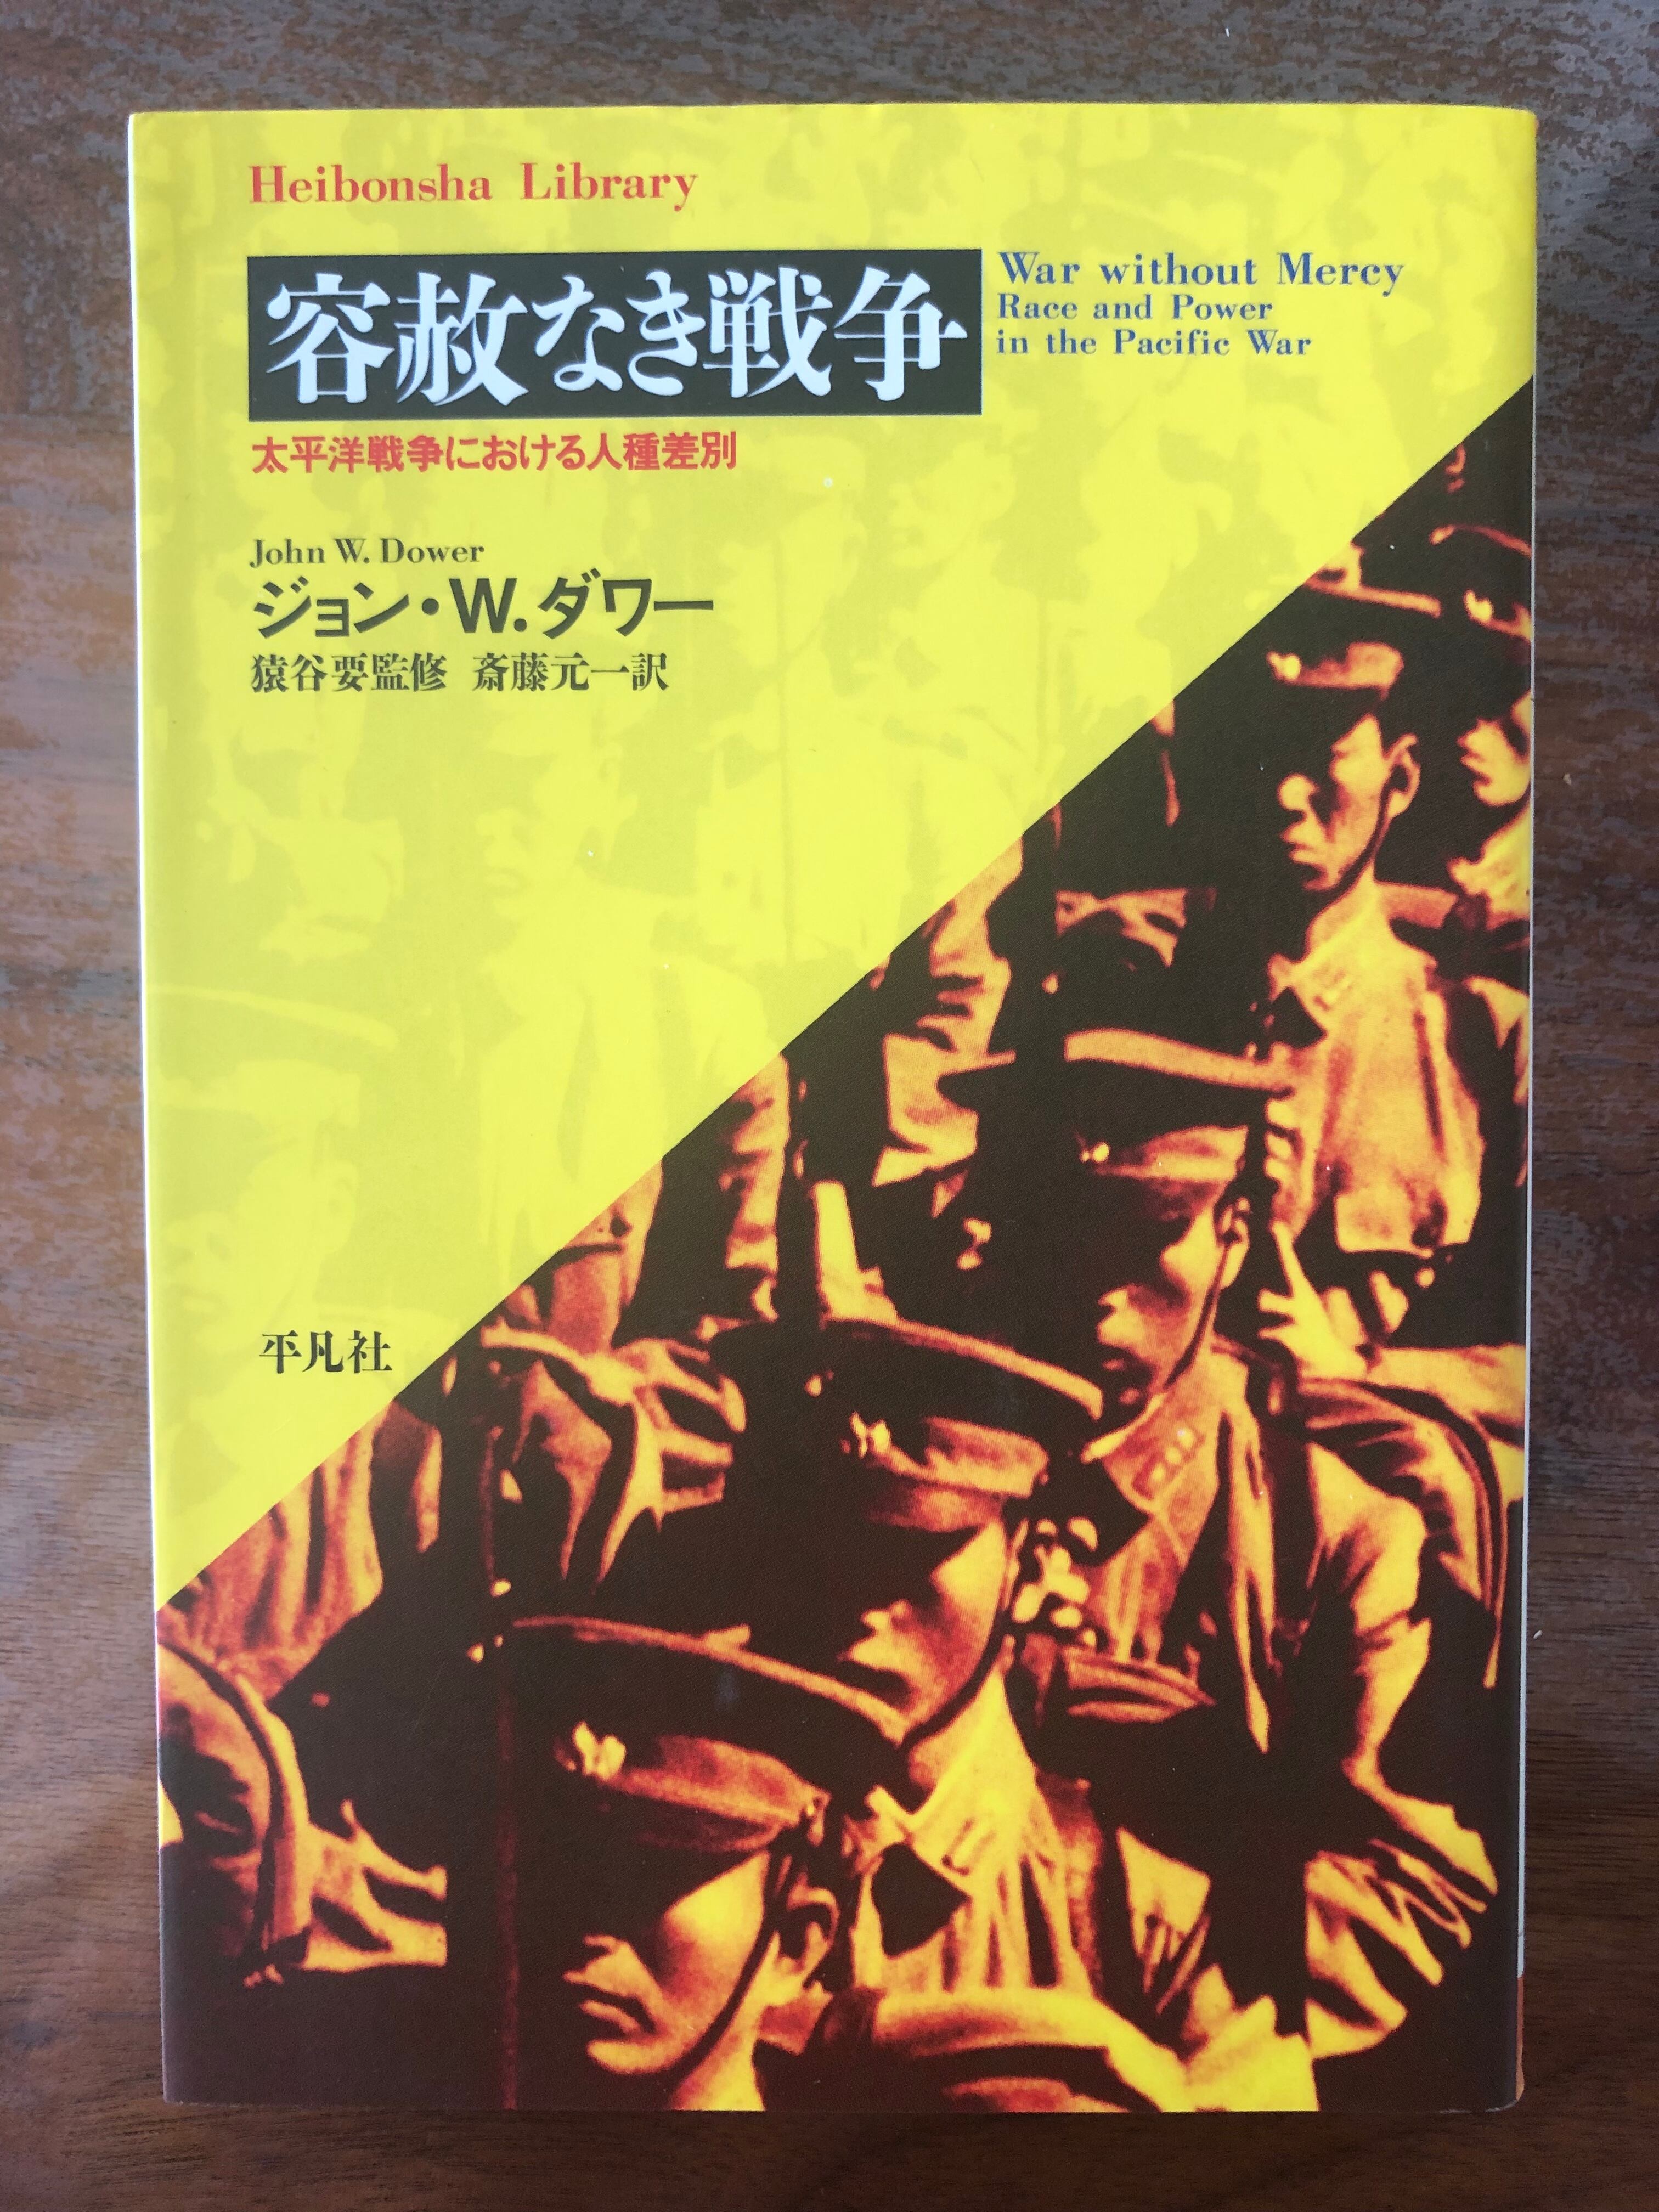 Heibonsha Library
容赦なき戦争
War without Mercy
Race and Power
in the Pacific War
太平洋戦争における人種差別
John W. Dower
ジョン・W.ダワー
猿谷要監修 斎藤元一訳
平凡社